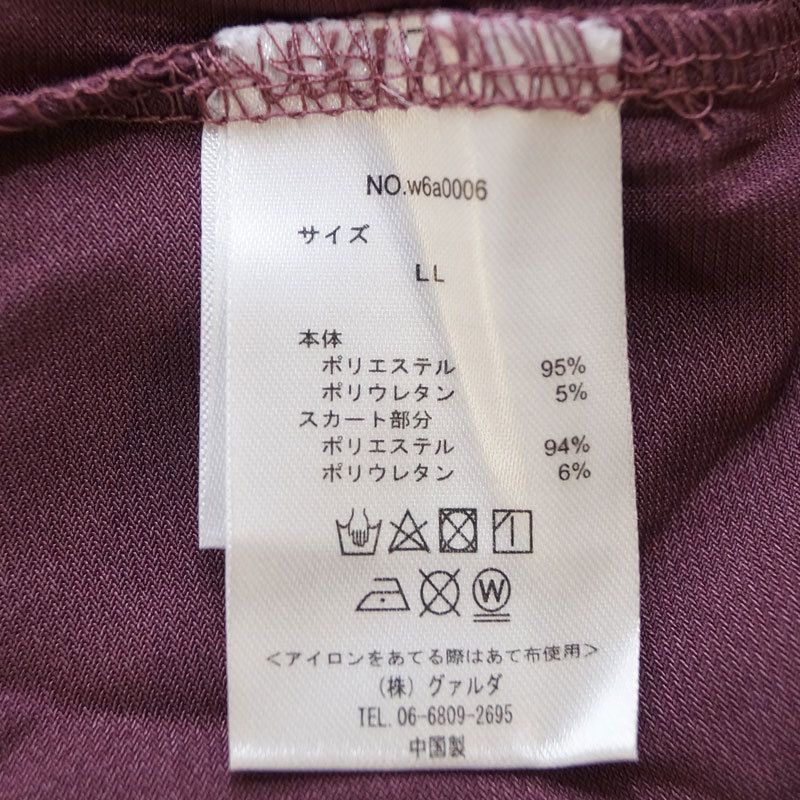 NO.w6a0006
サイズ
LL
本体
ポリエステル 95%
ポリウレタン 5%
スカート部分
ポリエステル 94%
ポリウレタン 6%
W
<アイロンをあてる際はあて布使用>
(株) グァルダ
TEL. 06-6809-2695
中国製